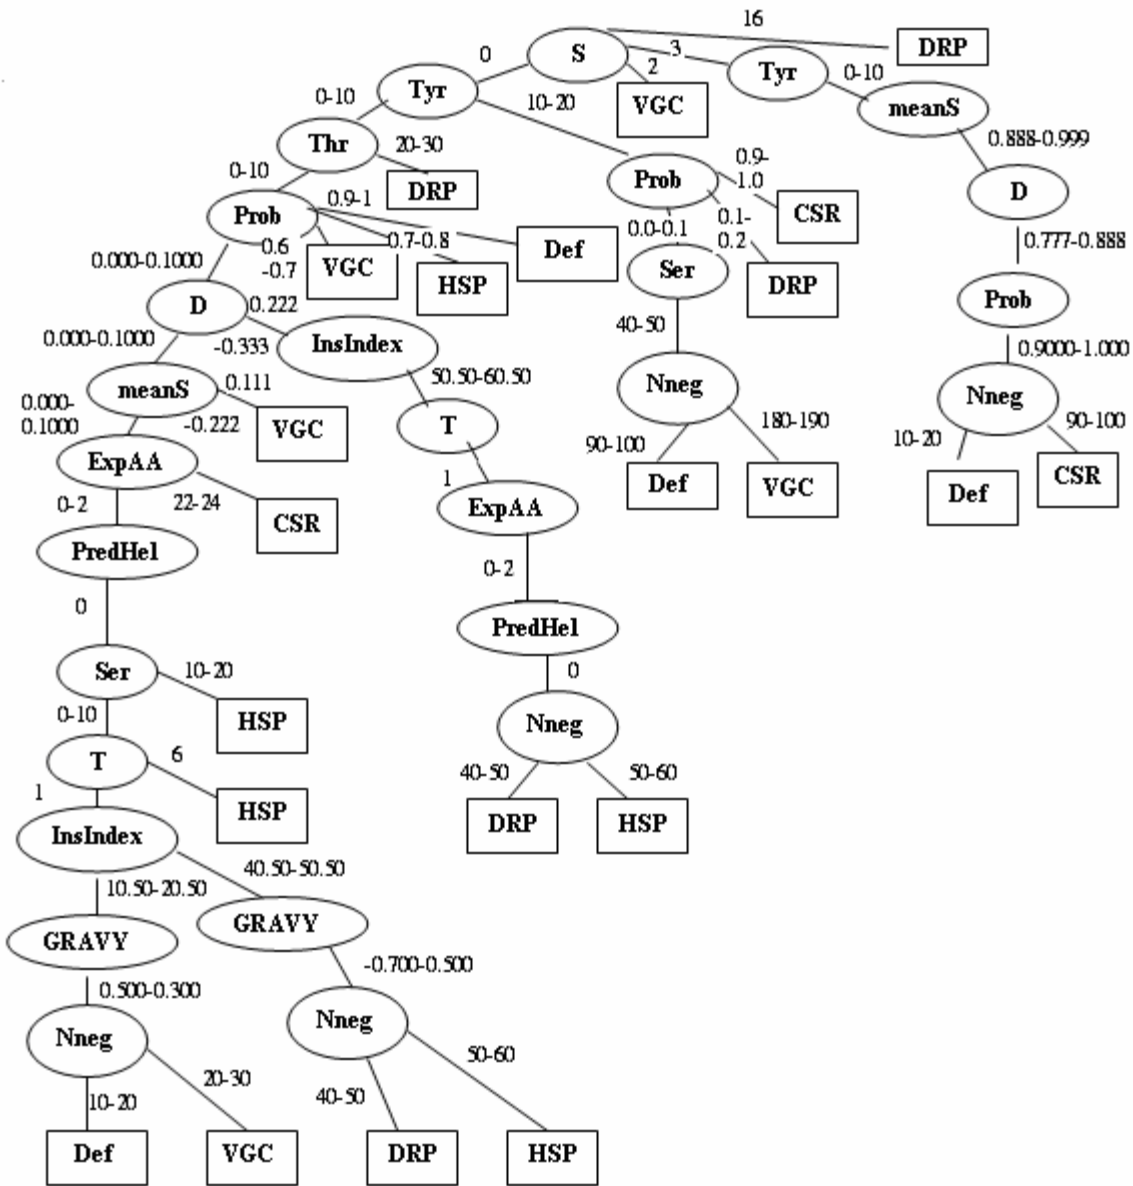 16
S
DRP
0
3
2
Tyr
0-10
Tyr
VGC
meanS
0-10
10-20
Thr
20-30
0.888-0.999
0-10
DRP
Prob
0.9-
1.0
D
Prob
0.9-1
CSR
0.6
-0.7
VGC
0.7-0.8
Def
0.0-0.1
0.1-
0.2
0.777-0.888
0.000-0.1000
HSP
Ser
DRP
Prob
D
0.222
-0.333
InsIndex
40-50
0.9000-1.000
0.000-0.1000
meanS
0.111
-0.222
50.50-60.50
Nneg
Nneg
0.000-
0.1000
VGC
T
180-190
10-20
90-100
ExpAA
90-100
Def
VGC
Def
CSR
0-2
22-24
CSR
1
ExpAA
PredHel
0-2
0
PredHel
Ser
10-20
0
HSP
Nneg
0-10
T
6
40-50
50-60
1
HSP
DRP
HSP
InsIndex
10.50-20.50
40.50-50.50
GRAVY
GRAVY
0.500-0.300
-0.700-0.500
Nneg
Nneg
20-30
50-60
10-20
40-50
Def
VGC
DRP
HSP